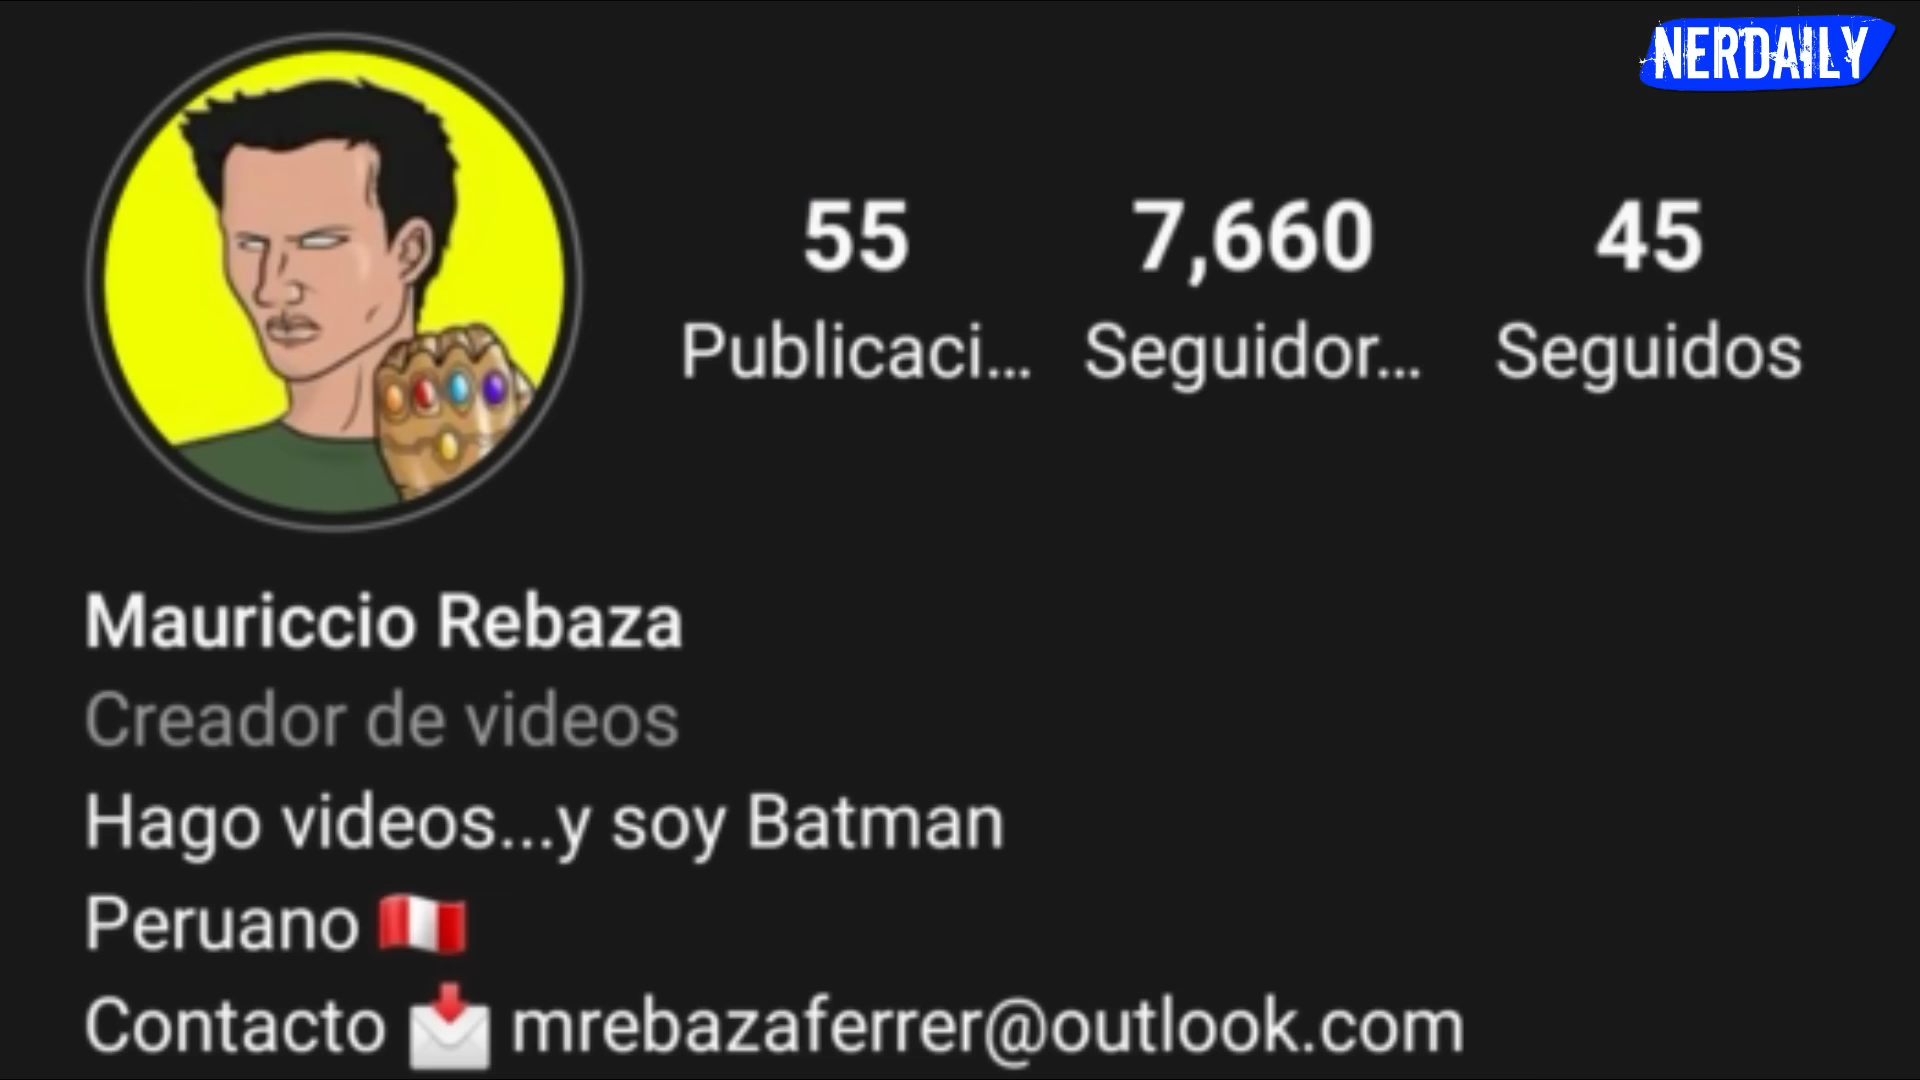 NERDAILY
55 7,660 45
Publicaci... Seguidor... Seguidos
Mauriccio Rebaza
Creador de videos
Hago videos...y soy Batman
Peruano 🇵🇪
Contacto 📩 mrebazaferrer@outlook.com